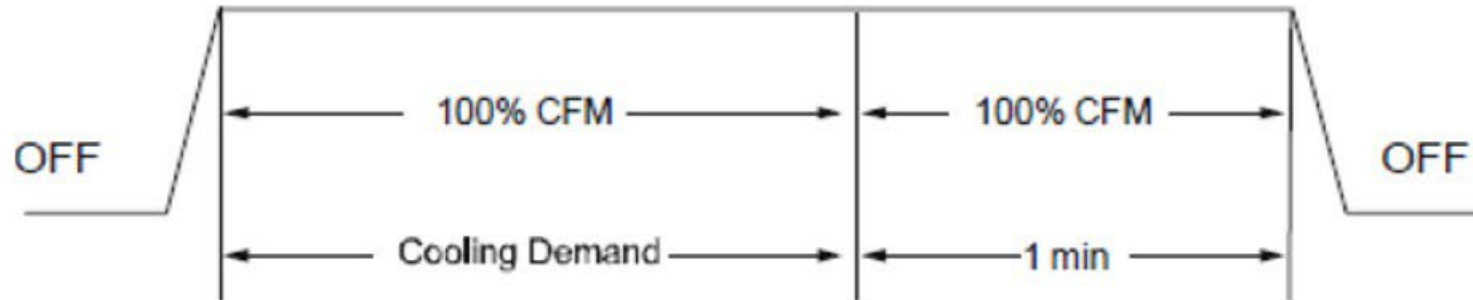 100% CFM 100% CFM
OFF OFF
Cooling Demand 1 min